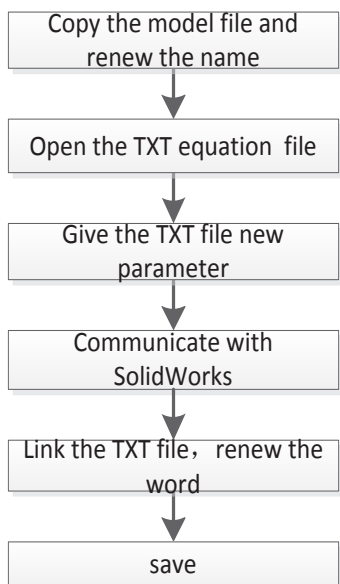 Copy the model file and
renew the name
Open the TXT equation file
Give the TXT file new
parameter
Communicate with
SolidWorks
Link the TXT file，renew the
word
save